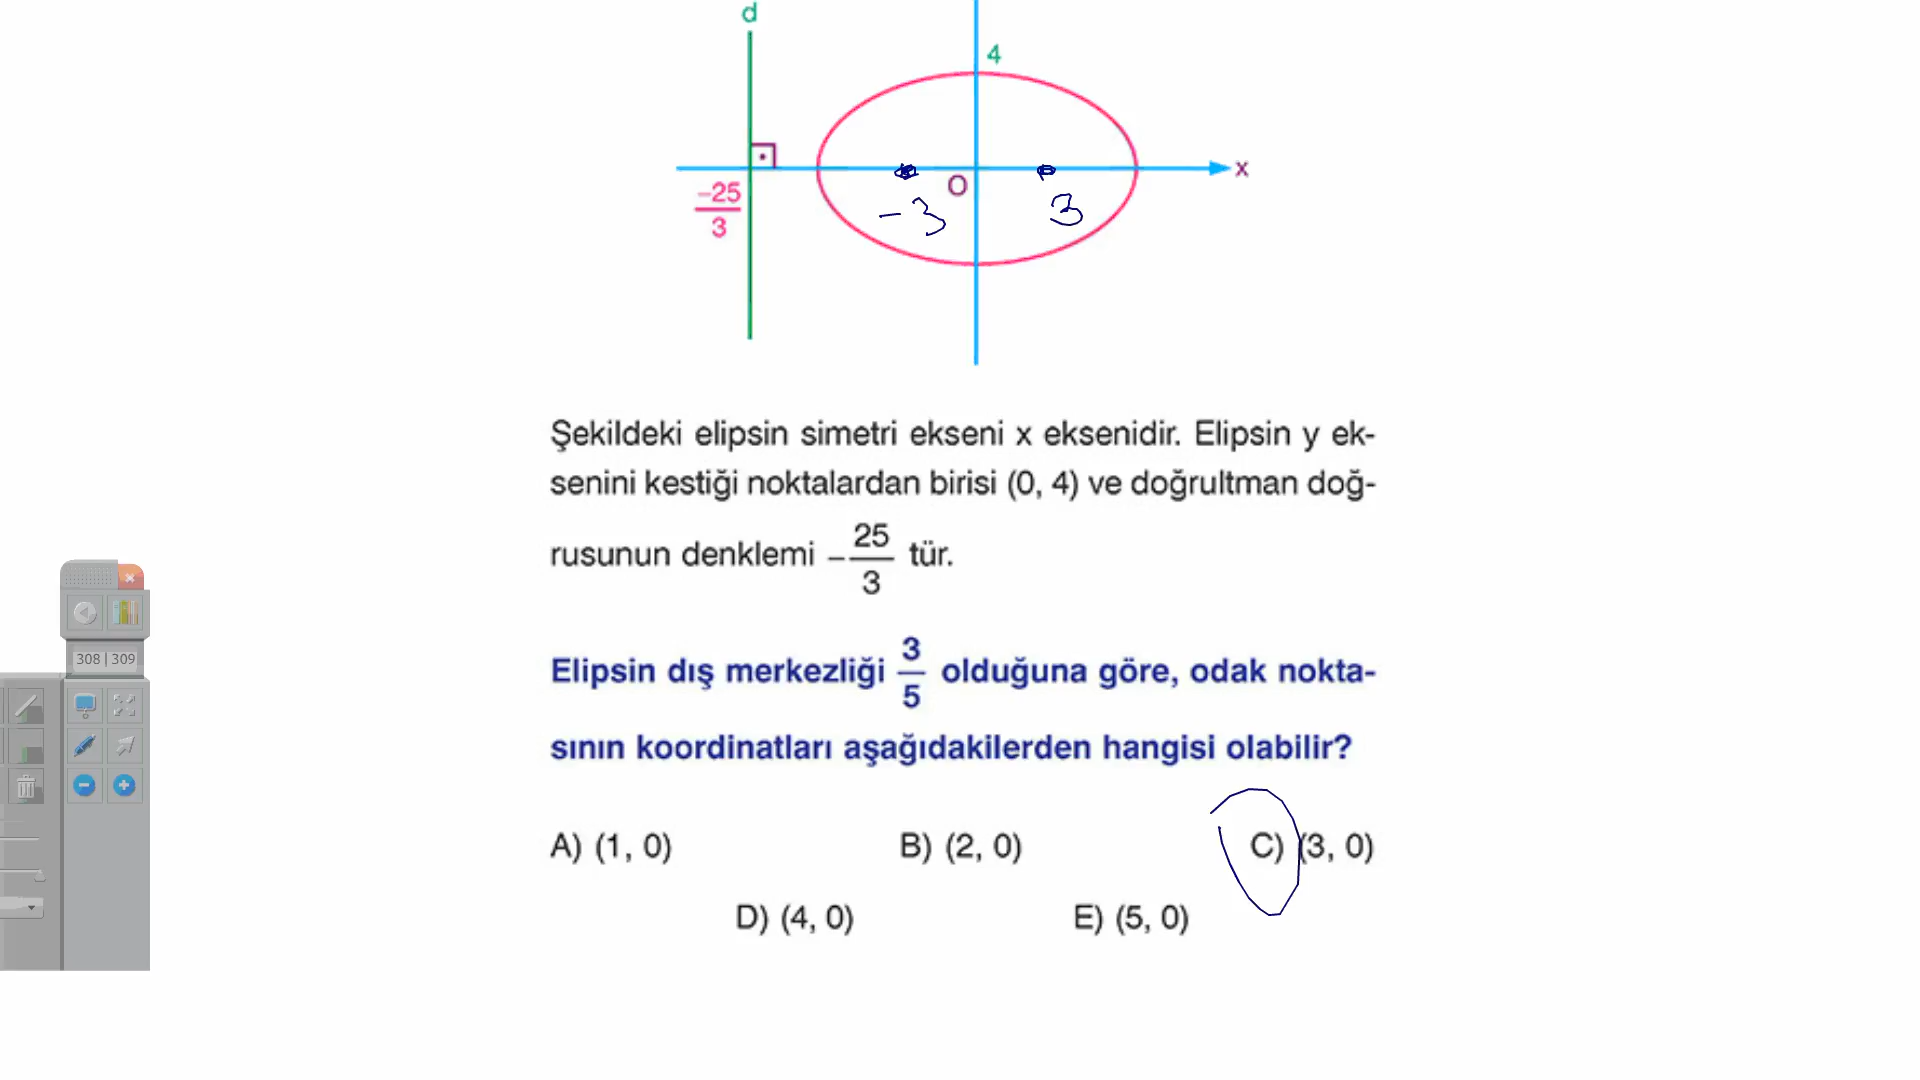 d
4
x
O
-25
3
-3
3
Şekildeki elipsin simetri ekseni x eksenidir. Elipsin y ek-
senini kestiği noktalardan birisi (0, 4) ve doğrultman doğ-
rusunun denklemi –25/3 tür.
Elipsin dış merkezliği 3/5 olduğuna göre, odak nokta-
sının koordinatları aşağıdakilerden hangisi olabilir?
A) (1, 0) B) (2, 0) C) (3, 0)
D) (4, 0) E) (5, 0)
308 | 309